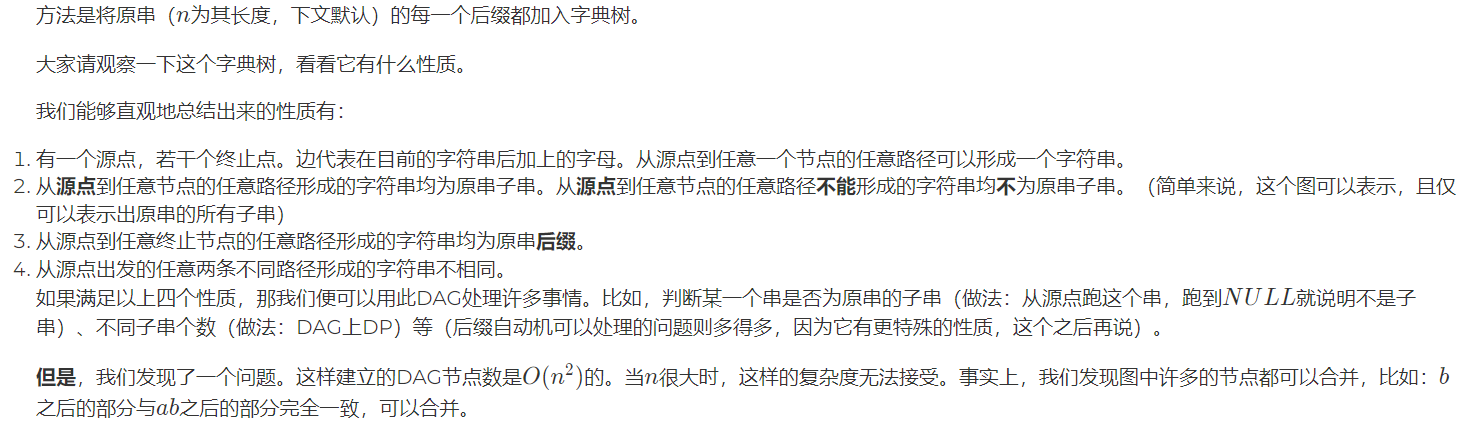 方法是将原串（n为其长度，下文默认）的每一个后缀都加入字典树。
大家请观察一下这个字典树，看看它有什么性质。
我们能够直观地总结出来的性质有：
1. 有一个源点，若干个终止点。边代表在目前的字符串后加上的字母。从源点到任意一个节点的任意路径可以形成一个字符串。
2. 从源点到任意节点的任意路径形成的字符串均为原串子串。从源点到任意节点的任意路径不能形成的字符串均不为原串子串。（简单来说，这个图可以表示，且仅
可以表示出原串的所有子串）
3. 从源点到任意终止节点的任意路径形成的字符串均为原串后缀。
4. 从源点出发的任意两条不同路径形成的字符串不相同。
如果满足以上四个性质，那我们便可以用此DAG处理许多事情。比如，判断某一个串是否为原串的子串（做法：从源点跑这个串，跑到NULL就说明不是子
串）、不同子串个数（做法：DAG上DP）等（后缀自动机可以处理的问题则多得多，因为它有更特殊的性质，这个之后再说）。
但是，我们发现了一个问题。这样建立的DAG节点数是O(n²)的。当n很大时，这样的复杂度无法接受。事实上，我们发现图中许多的节点都可以合并，比如：b
之后的部分与ab之后的部分完全一致，可以合并。